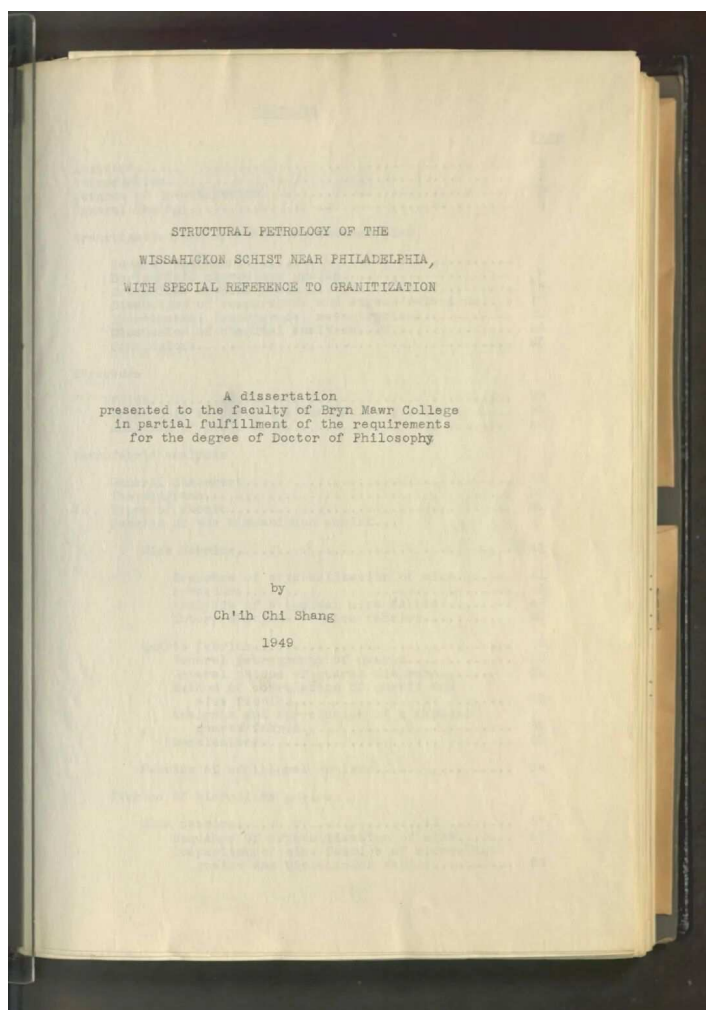 STRUCTURAL PETROLOGY OF THE
WISSAHICKON SCHIST NEAR PHILADELPHIA,
WITH SPECIAL REFERENCE TO GRANITIZATION
A dissertation
presented to the faculty of Bryn Mawr College
in partial fulfillment of the requirements
for the degree of Doctor of Philosophy
by
Ch'ih Chi Shang
1949